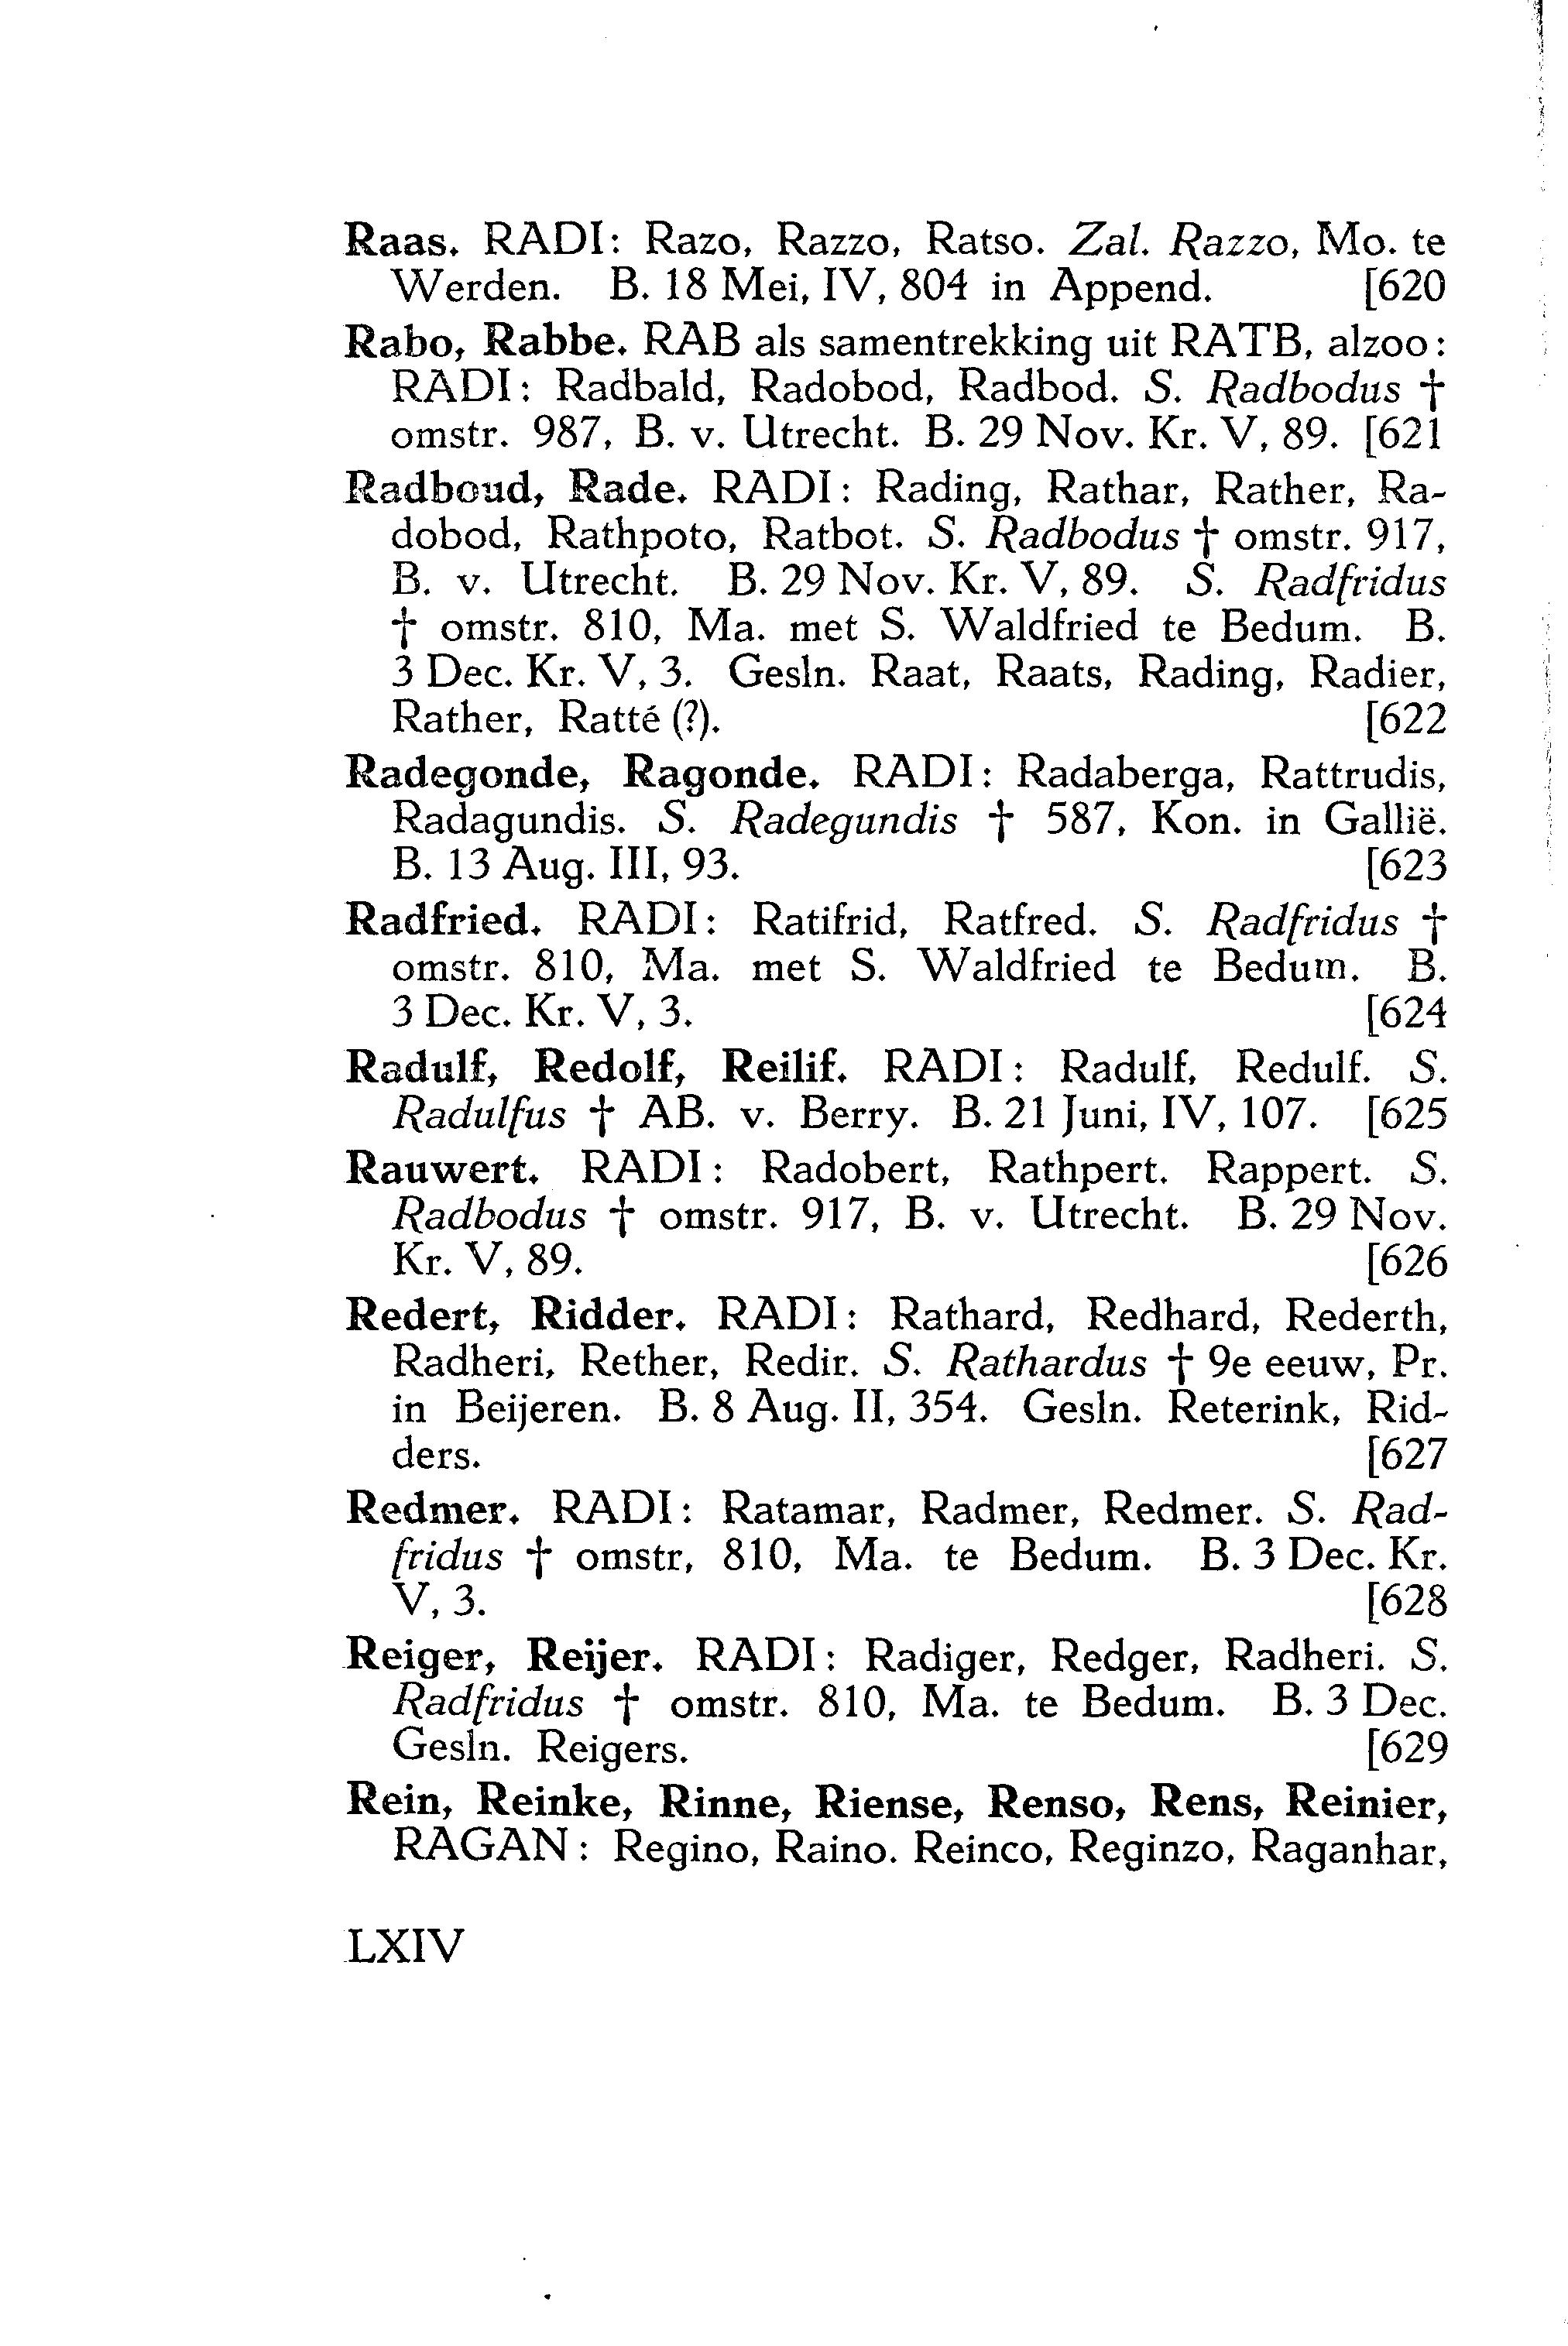 Raas. RADI: Razo, Razzo, Ratso. Zal. Razzo, Mo. te
Werden. B. 18 Mei, IV, 804 in Append. [620
Rabo, Rabbe. RAB als samentrekking uit RATB, alzoo:
RADI: Radbald, Radobod, Radbod. S. Radbodus †
omstr. 987, B. v. Utrecht. B. 29 Nov. Kr. V, 89. [621
Radboud, Rade. RADI: Rading, Rathar, Rather, Ra-
dobod, Rathpoto, Ratbot. S. Radbodus † omstr. 917,
B. v. Utrecht. B. 29 Nov. Kr. V, 89. S. Radfridus
† omstr. 810, Ma. met S. Waldfried te Bedum. B.
3 Dec. Kr. V, 3. Gesln. Raat, Raats, Rading, Radier,
Rather, Ratté (?). [622
Radegonde, Ragonde. RADI: Radaberga, Rattrudis,
Radagundis. S. Radegundis † 587, Kon. in Gallië.
B. 13 Aug. III, 93. [623
Radfried. RADI: Ratifrid, Ratfred. S. Radfridus †
omstr. 810, Ma. met S. Waldfried te Bedum. B.
3 Dec. Kr. V, 3. [624
Radulf, Redolf, Reilif. RADI: Radulf, Redulf. S.
Radulfus † AB. v. Berry. B. 21 Juni, IV, 107. [625
Rauwert. RADI: Radobert, Rathpert. Rappert. S.
Radbodus † omstr. 917, B. v. Utrecht. B. 29 Nov.
Kr. V, 89. [626
Redert, Ridder. RADI: Rathard, Redhard, Rederth,
Radheri, Rether, Redir. S. Rathardus † 9e eeuw, Pr.
in Beijeren. B. 8 Aug. II, 354. Gesln. Reterink, Rid-
ders. [627
Redmer. RADI: Ratamar, Radmer, Redmer. S. Rad-
fridus † omstr, 810, Ma. te Bedum. B. 3 Dec. Kr.
V, 3. [628
Reiger, Reijer. RADI: Radiger, Redger, Radheri. S.
Radfridus † omstr. 810, Ma. te Bedum. B. 3 Dec.
Gesln. Reigers. [629
Rein, Reinke, Rinne, Riense, Renso, Rens, Reinier,
RAGAN: Regino, Raino. Reinco, Reginzo, Raganhar,
LXIV